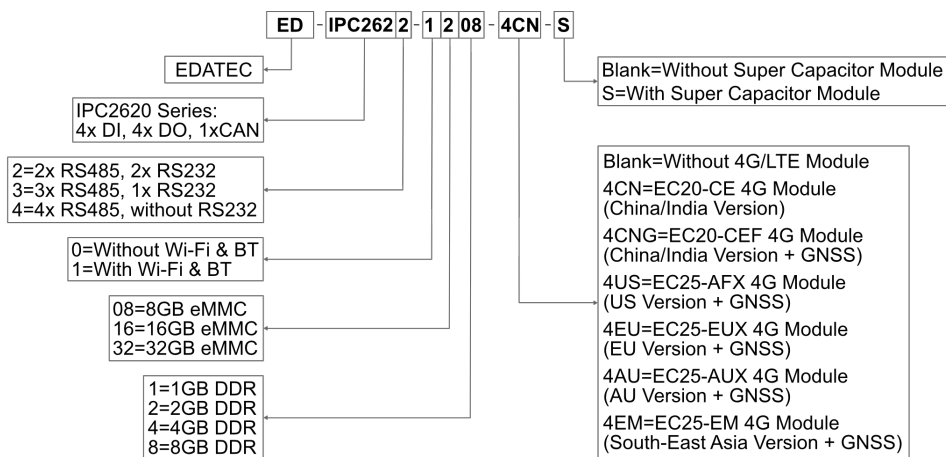 ED - IPC262 2 - 1 2 08 - 4CN - S
EDATEC
IPC2620 Series:
4x DI, 4x DO, 1xCAN
2=2x RS485, 2x RS232
3=3x RS485, 1x RS232
4=4x RS485, without RS232
0=Without Wi-Fi & BT
1=With Wi-Fi & BT
08=8GB eMMC
16=16GB eMMC
32=32GB eMMC
1=1GB DDR
2=2GB DDR
4=4GB DDR
8=8GB DDR
Blank=Without Super Capacitor Module
S=With Super Capacitor Module
Blank=Without 4G/LTE Module
4CN=EC20-CE 4G Module
(China/India Version)
4CNG=EC20-CEF 4G Module
(China/India Version + GNSS)
4US=EC25-AFX 4G Module
(US Version + GNSS)
4EU=EC25-EUX 4G Module
(EU Version + GNSS)
4AU=EC25-AUX 4G Module
(AU Version + GNSS)
4EM=EC25-EM 4G Module
(South-East Asia Version + GNSS)